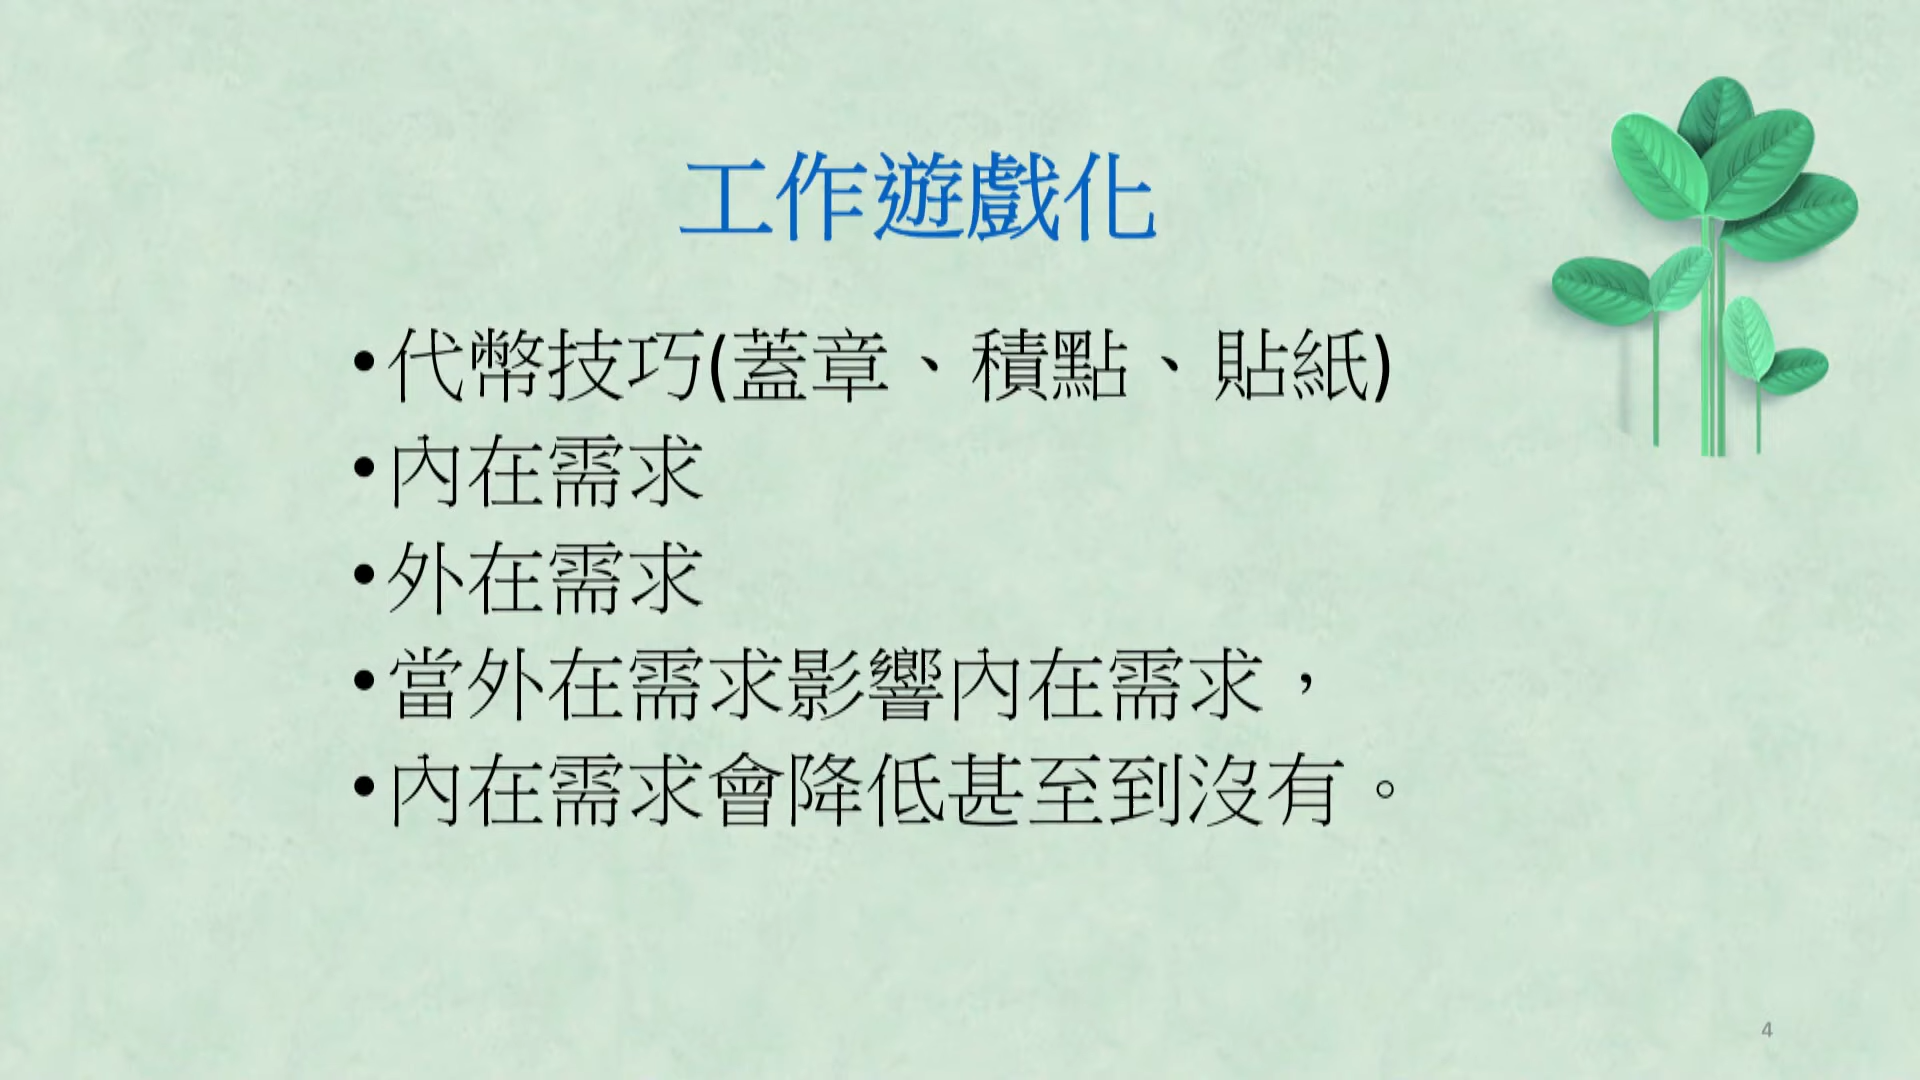 工作遊戲化
•代幣技巧(蓋章、積點、貼紙)
•內在需求
•外在需求
•當外在需求影響內在需求，
•內在需求會降低甚至到沒有。
4